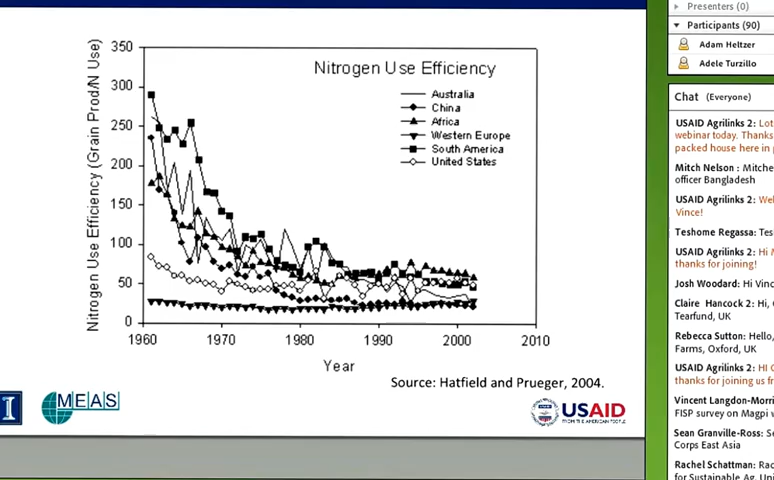 350
300
250
200
150
100
50
0
Nitrogen Use Efficiency (Grain Prod/N Use)
Nitrogen Use Efficiency
Australia
China
Africa
Western Europe
South America
United States
1960 1970 1980 1990 2000 2010
Year
Source: Hatfield and Prueger, 2004.
I
MEAS
USAID
FROM THE AMERICAN PEOPLE
Presenters (0)
Participants (90)
Adam Heltzer
Adele Turzillo
Chat (Everyone)
USAID Agrilinks 2: Lot
webinar today. Thanks
packed house here in
Mitch Nelson : Mitche
officer Bangladesh
USAID Agrilinks 2: Wel
Vince!
Teshome Regassa: Tes
USAID Agrilinks 2: Hi
thanks for joining!
Josh Woodard: Hi Vinc
Claire Hancock 2: Hi,
Tearfund, UK
Rebecca Sutton: Hello,
Farms, Oxford, UK
USAID Agrilinks 2: HI
thanks for joining us fr
Vincent Langdon-Morri
FISP survey on Magpi w
Sean Granville-Ross: Se
Corps East Asia
Rachel Schattman: Rac
for Sustainable Ag, Uni